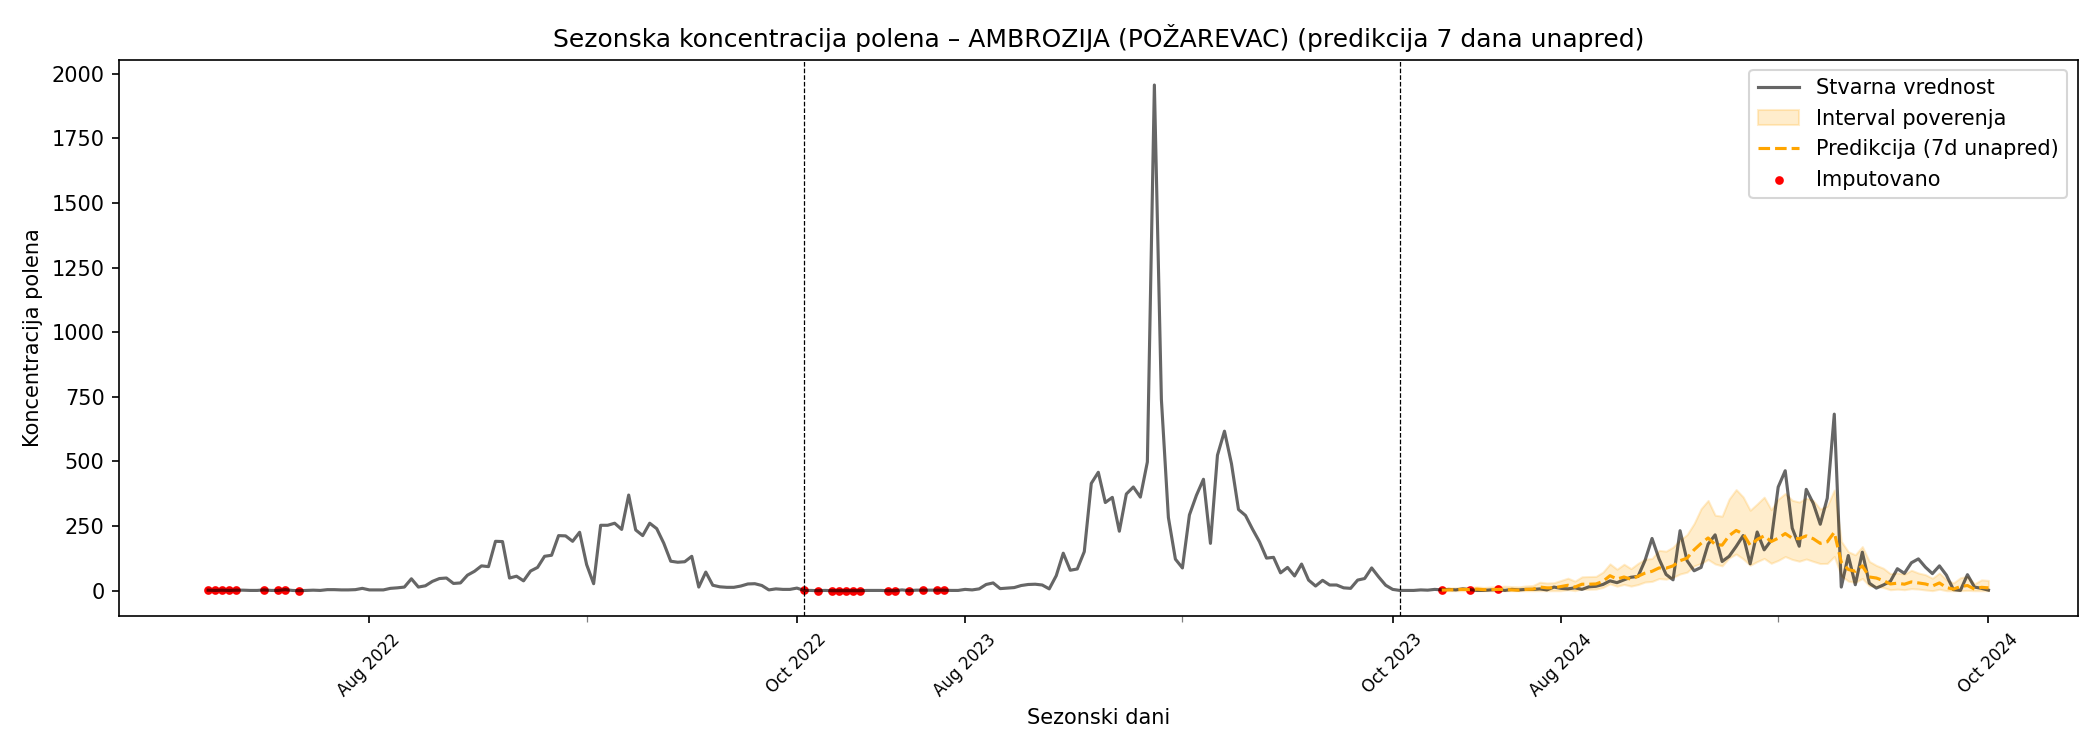 Sezonska koncentracija polena – AMBROZIJA (POŽAREVAC) (predikcija 7 dana unapred)
Koncentracija polena
2000
1750
1500
1250
1000
750
500
250
0
Stvarna vrednost
Interval poverenja
Predikcija (7d unapred)
Imputovano
Aug 2022
Oct 2022
Aug 2023
Oct 2023
Aug 2024
Oct 2024
Sezonski dani